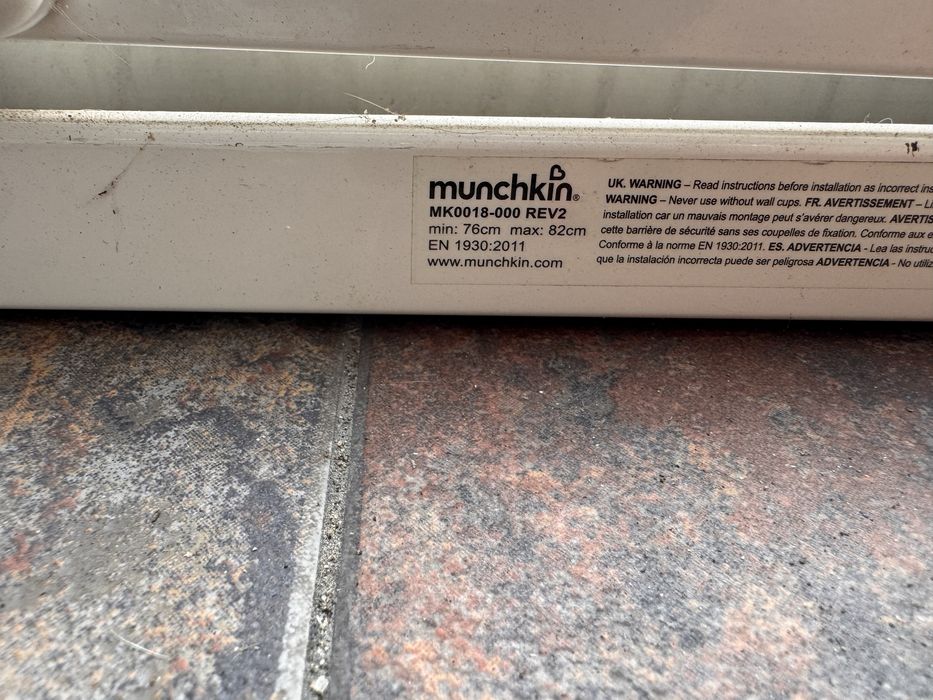 munchkin®
MK0018-000 REV2
min: 76cm max: 82cm
EN 1930:2011
www.munchkin.com
UK. WARNING – Read instructions before installation as incorrect ins
WARNING – Never use without wall cups. FR. AVERTISSEMENT – Li
installation car un mauvais montage peut s'avérer dangereux. AVERTIS
cette barrière de sécurité sans ses coupelles de fixation. Conforme aux e
Conforme à la norme EN 1930:2011. ES. ADVERTENCIA - Lea las instruc
que la instalación incorrecta puede ser peligrosa ADVERTENCIA - No utiliz